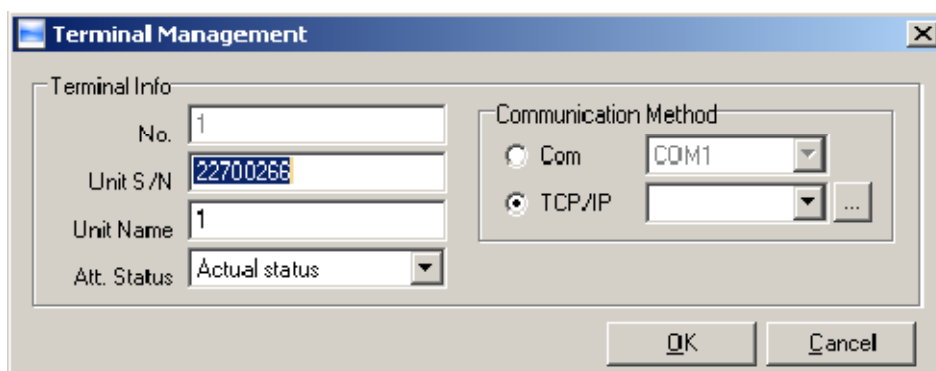 Terminal Management
Terminal Info
No. 1
Unit S/N 22700266
Unit Name 1
Att. Status Actual status
Communication Method
Com COM1
TCP/IP ...
OK Cancel